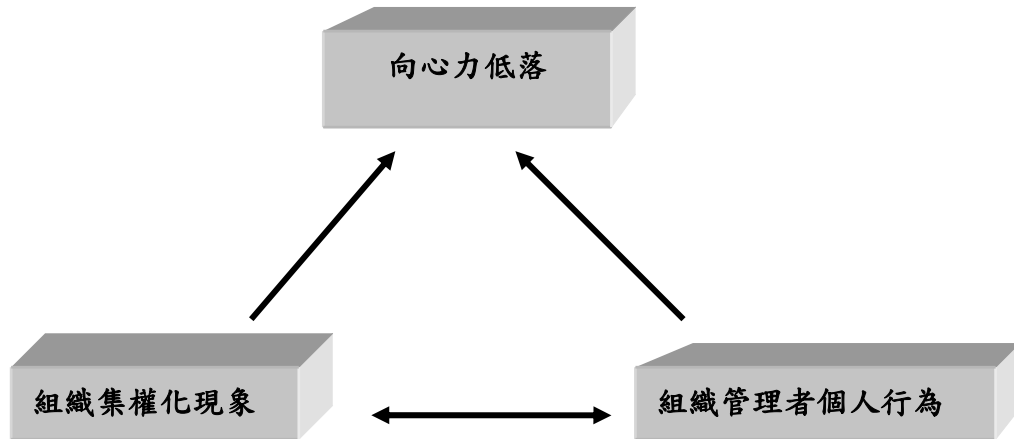 向心力低落
組織集權化現象
組織管理者個人行為